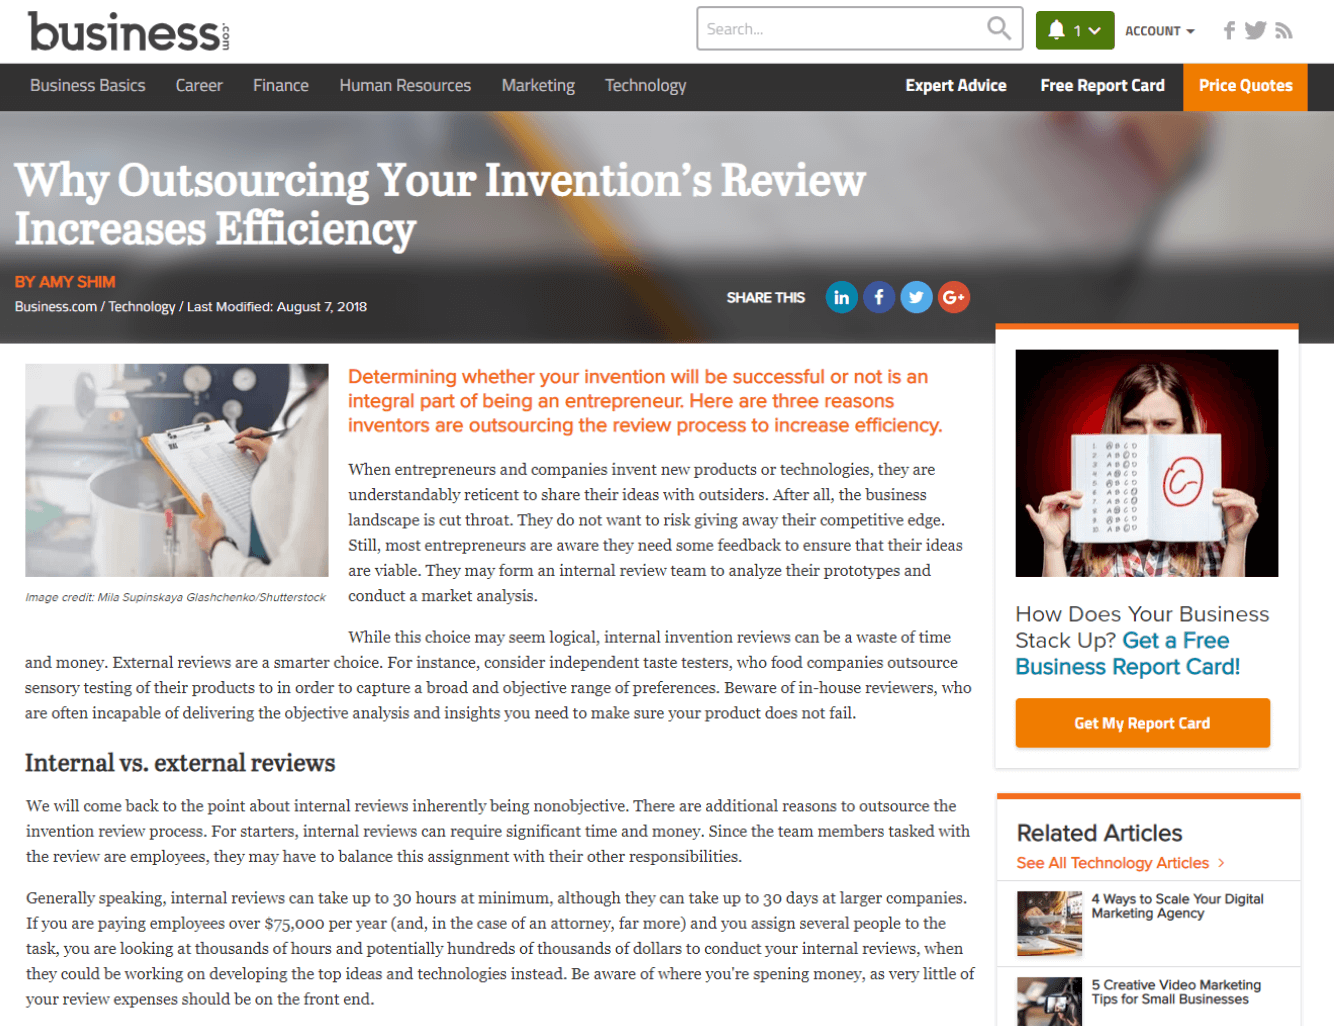 business.com
Search...
1
ACCOUNT
Business Basics
Career
Finance
Human Resources
Marketing
Technology
Expert Advice
Free Report Card
Price Quotes
Why Outsourcing Your Invention's Review
Increases Efficiency
BY AMY SHIM
Business.com / Technology / Last Modified: August 7, 2018
SHARE THIS
in
f
G+
Image credit: Mila Supinskaya Glashchenko/Shutterstock
Determining whether your invention will be successful or not is an
integral part of being an entrepreneur. Here are three reasons
inventors are outsourcing the review process to increase efficiency.
When entrepreneurs and companies invent new products or technologies, they are
understandably reticent to share their ideas with outsiders. After all, the business
landscape is cut throat. They do not want to risk giving away their competitive edge.
Still, most entrepreneurs are aware they need some feedback to ensure that their ideas
are viable. They may form an internal review team to analyze their prototypes and
conduct a market analysis.
While this choice may seem logical, internal invention reviews can be a waste of time
and money. External reviews are a smarter choice. For instance, consider independent taste testers, who food companies outsource
sensory testing of their products to in order to capture a broad and objective range of preferences. Beware of in-house reviewers, who
are often incapable of delivering the objective analysis and insights you need to make sure your product does not fail.
Internal vs. external reviews
We will come back to the point about internal reviews inherently being nonobjective. There are additional reasons to outsource the
invention review process. For starters, internal reviews can require significant time and money. Since the team members tasked with
the review are employees, they may have to balance this assignment with their other responsibilities.
Generally speaking, internal reviews can take up to 30 hours at minimum, although they can take up to 30 days at larger companies.
If you are paying employees over $75,000 per year (and, in the case of an attorney, far more) and you assign several people to the
task, you are looking at thousands of hours and potentially hundreds of thousands of dollars to conduct your internal reviews, when
they could be working on developing the top ideas and technologies instead. Be aware of where you're spening money, as very little of
your review expenses should be on the front end.
C-
How Does Your Business
Stack Up? Get a Free
Business Report Card!
Get My Report Card
Related Articles
See All Technology Articles >
4 Ways to Scale Your Digital
Marketing Agency
5 Creative Video Marketing
Tips for Small Businesses